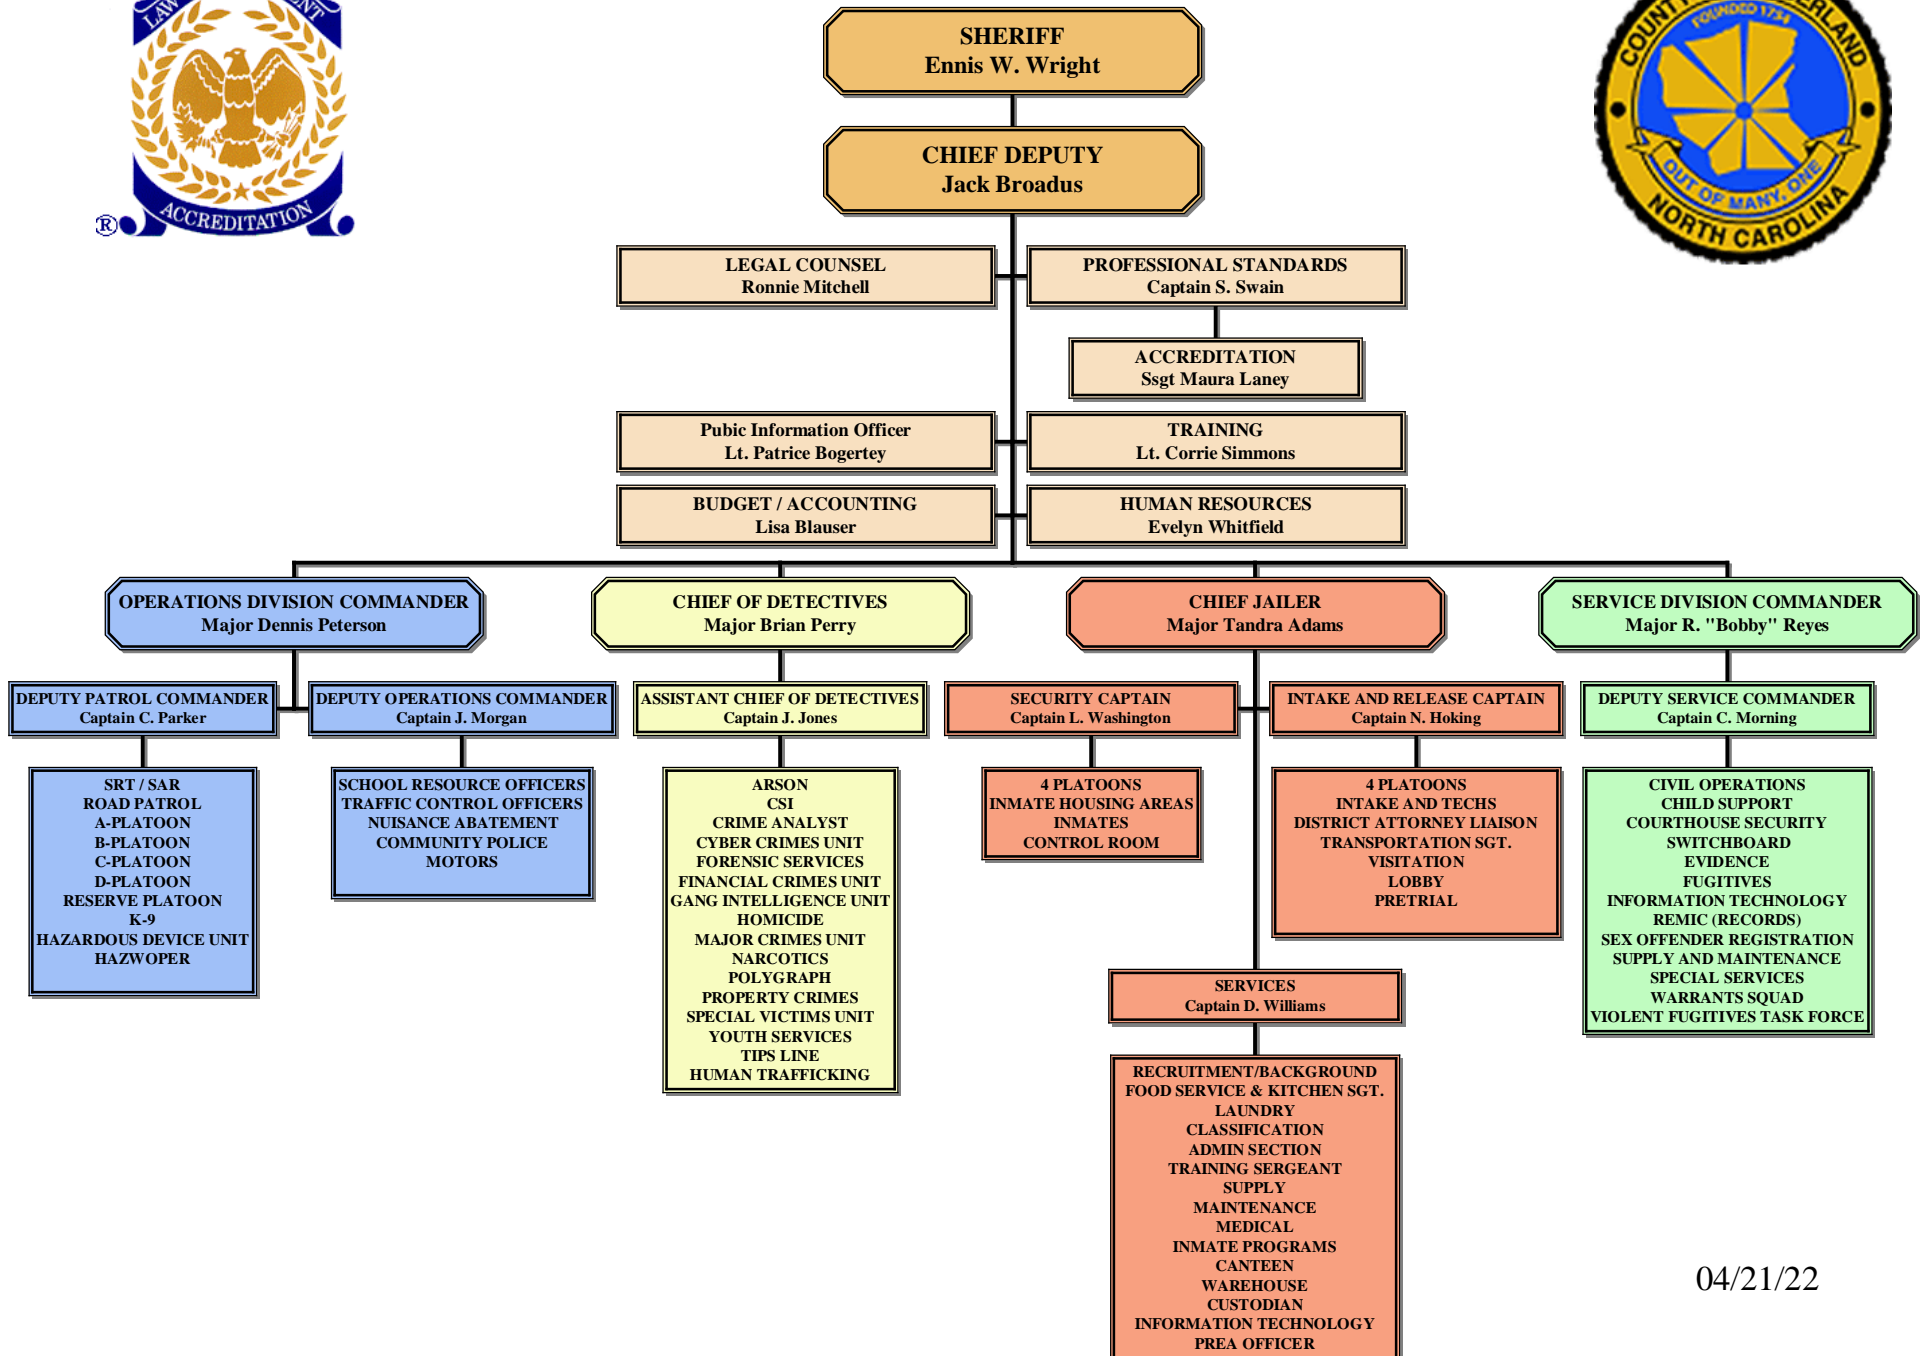 LAW
ENT
ACCREDITATION
®
COUNTY
ERLAND
FOUNDED 1754
OUT OF MANY, ONE
NORTH CAROLINA
SHERIFF
Ennis W. Wright
CHIEF DEPUTY
Jack Broadus
LEGAL COUNSEL
Ronnie Mitchell
PROFESSIONAL STANDARDS
Captain S. Swain
ACCREDITATION
Ssgt Maura Laney
Pubic Information Officer
Lt. Patrice Bogertey
TRAINING
Lt. Corrie Simmons
BUDGET / ACCOUNTING
Lisa Blauser
HUMAN RESOURCES
Evelyn Whitfield
OPERATIONS DIVISION COMMANDER
Major Dennis Peterson
CHIEF OF DETECTIVES
Major Brian Perry
CHIEF JAILER
Major Tandra Adams
SERVICE DIVISION COMMANDER
Major R. "Bobby" Reyes
DEPUTY PATROL COMMANDER
Captain C. Parker
DEPUTY OPERATIONS COMMANDER
Captain J. Morgan
ASSISTANT CHIEF OF DETECTIVES
Captain J. Jones
SECURITY CAPTAIN
Captain L. Washington
INTAKE AND RELEASE CAPTAIN
Captain N. Hoking
DEPUTY SERVICE COMMANDER
Captain C. Morning
SRT / SAR
ROAD PATROL
A-PLATOON
B-PLATOON
C-PLATOON
D-PLATOON
RESERVE PLATOON
K-9
HAZARDOUS DEVICE UNIT
HAZWOPER
SCHOOL RESOURCE OFFICERS
TRAFFIC CONTROL OFFICERS
NUISANCE ABATEMENT
COMMUNITY POLICE
MOTORS
ARSON
CSI
CRIME ANALYST
CYBER CRIMES UNIT
FORENSIC SERVICES
FINANCIAL CRIMES UNIT
GANG INTELLIGENCE UNIT
HOMICIDE
MAJOR CRIMES UNIT
NARCOTICS
POLYGRAPH
PROPERTY CRIMES
SPECIAL VICTIMS UNIT
YOUTH SERVICES
TIPS LINE
HUMAN TRAFFICKING
4 PLATOONS
INMATE HOUSING AREAS
INMATES
CONTROL ROOM
4 PLATOONS
INTAKE AND TECHS
DISTRICT ATTORNEY LIAISON
TRANSPORTATION SGT.
VISITATION
LOBBY
PRETRIAL
CIVIL OPERATIONS
CHILD SUPPORT
COURTHOUSE SECURITY
SWITCHBOARD
EVIDENCE
FUGITIVES
INFORMATION TECHNOLOGY
REMIC (RECORDS)
SEX OFFENDER REGISTRATION
SUPPLY AND MAINTENANCE
SPECIAL SERVICES
WARRANTS SQUAD
VIOLENT FUGITIVES TASK FORCE
SERVICES
Captain D. Williams
RECRUITMENT/BACKGROUND
FOOD SERVICE & KITCHEN SGT.
LAUNDRY
CLASSIFICATION
ADMIN SECTION
TRAINING SERGEANT
SUPPLY
MAINTENANCE
MEDICAL
INMATE PROGRAMS
CANTEEN
WAREHOUSE
CUSTODIAN
INFORMATION TECHNOLOGY
PREA OFFICER
04/21/22